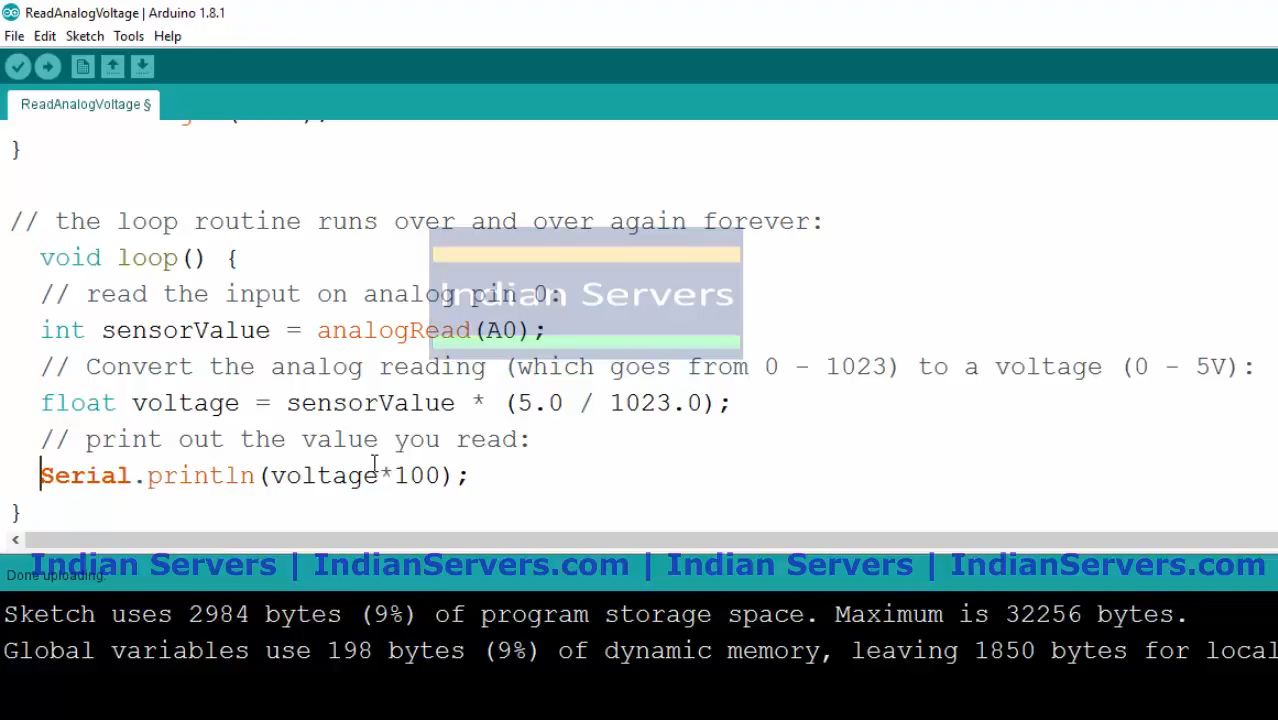 ReadAnalogVoltage | Arduino 1.8.1
File Edit Sketch Tools Help
ReadAnalogVoltage §
}
// the loop routine runs over and over again forever:
void loop() {
// read the input on analog pin 0:
Indian Servers
int sensorValue = analogRead(A0);
// Convert the analog reading (which goes from 0 - 1023) to a voltage (0 - 5V):
float voltage = sensorValue * (5.0 / 1023.0);
// print out the value you read:
Serial.println(voltage*100);
}
Indian Servers | IndianServers.com | Indian Servers | IndianServers.com
Done uploading.
Sketch uses 2984 bytes (9%) of program storage space. Maximum is 32256 bytes.
Global variables use 198 bytes (9%) of dynamic memory, leaving 1850 bytes for local